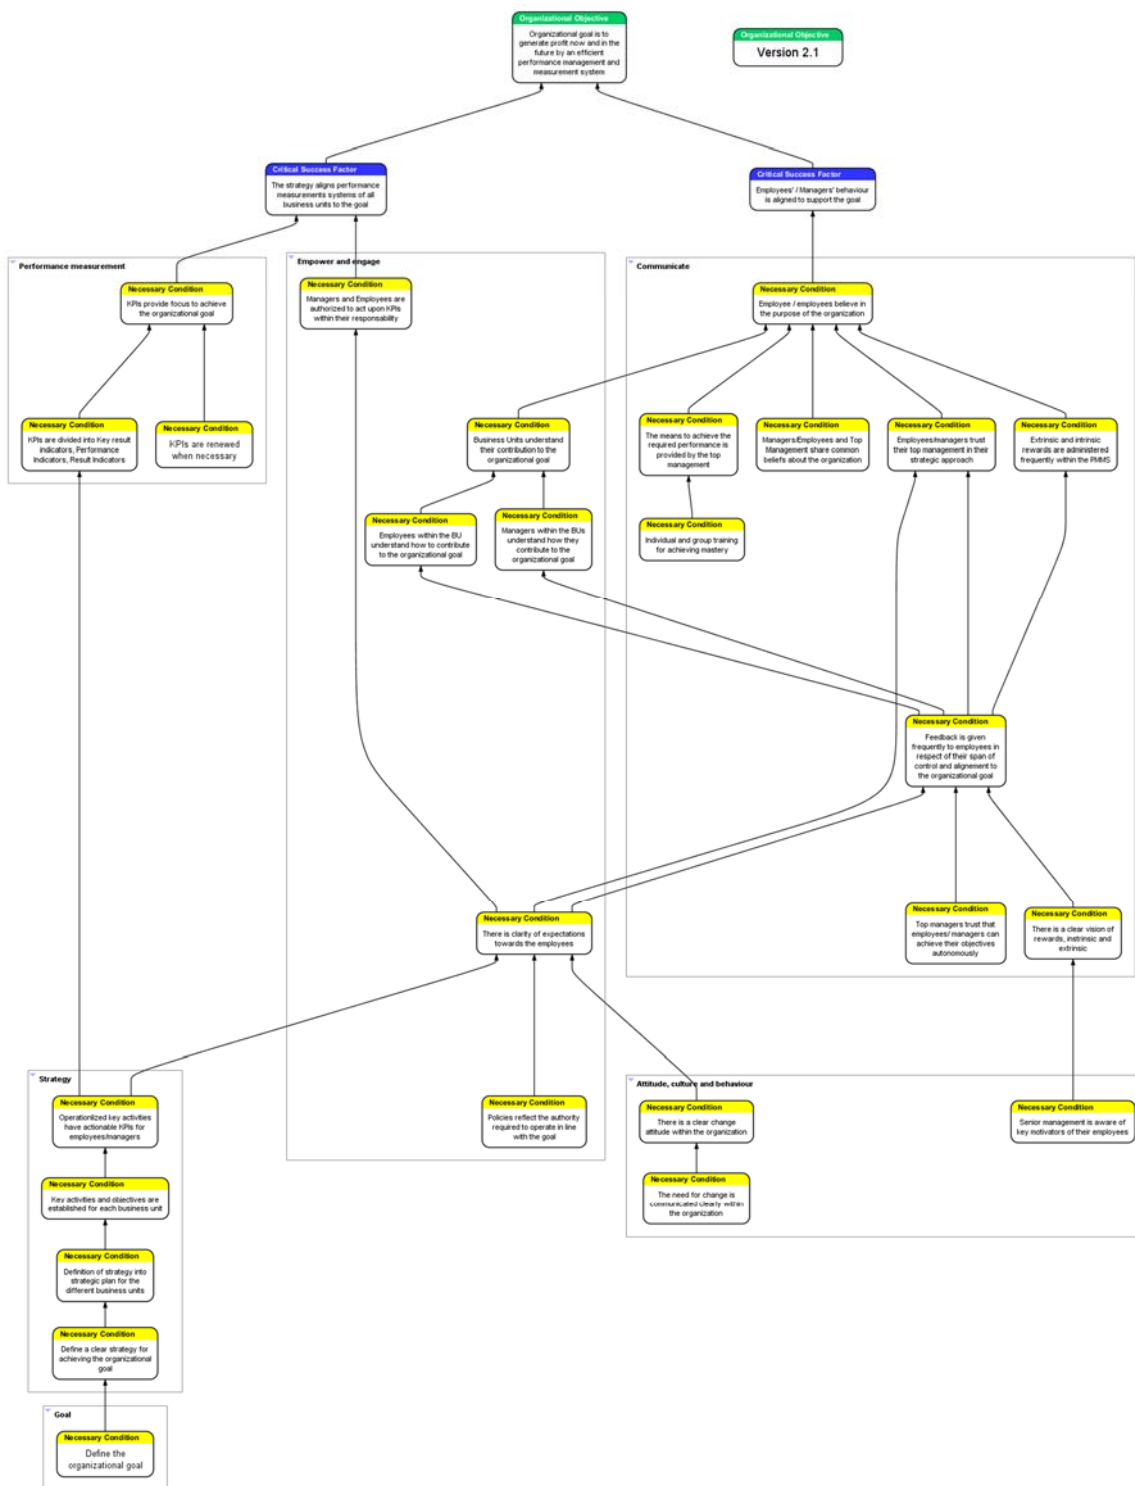 Organizational Objective
Organizational goal is to
generate profit now and in the
future by an efficient
performance management and
measurement system
Organizational Objective
Version 2.1
Critical Success Factor
The strategy aligns performance
measurements systems of all
business units to the goal
Critical Success Factor
Employees' / Managers' behaviour
is aligned to support the goal
Performance measurement
Necessary Condition
KPIs provide focus to achieve
the organizational goal
Necessary Condition
KPIs are divided into Key result
indicators, Performance
Indicators, Result Indicators
Necessary Condition
KPIs are renewed
when necessary
Empower and engage
Necessary Condition
Managers and Employees are
authorized to act upon KPIs
within their responsability
Necessary Condition
Business Units understand
their contribution to the
organizational goal
Necessary Condition
Employees within the BU
understand how to contribute
to the organizational goal
Necessary Condition
Managers within the BUs
understand how they
contribute to the
organizational goal
Necessary Condition
There is clarity of expectations
towards the employees
Necessary Condition
Policies reflect the authority
required to operate in line
with the goal
Communicate
Necessary Condition
Employee / employees believe in
the purpose of the organization
Necessary Condition
The means to achieve the
required performance is
provided by the top
management
Necessary Condition
Managers/Employees and Top
Management share common
beliefs about the organization
Necessary Condition
Employees/managers trust
their top management in their
strategic approach
Necessary Condition
Extrinsic and intrinsic
rewards are administered
frequently within the PMMS
Necessary Condition
Individual and group training
for achieving mastery
Necessary Condition
Feedback is given
frequently to employees in
respect of their span of
control and alignement to
the organizational goal
Necessary Condition
Top managers trust that
employees/ managers can
achieve their objectives
autonomously
Necessary Condition
There is a clear vision of
rewards, instrinsic and
extrinsic
Strategy
Necessary Condition
Operationlized key activities
have actionable KPIs for
employees/managers
Necessary Condition
Key activities and objectives are
established for each business unit
Necessary Condition
Definition of strategy into
strategic plan for the
different business units
Necessary Condition
Define a clear strategy for
achieving the organizational
goal
Attitude, culture and behaviour
Necessary Condition
There is a clear change
attitude within the organization
Necessary Condition
The need for change is
communicated clearly within
the organization
Necessary Condition
Senior management is aware of
key motivators of their employees
Goal
Necessary Condition
Define the
organizational goal